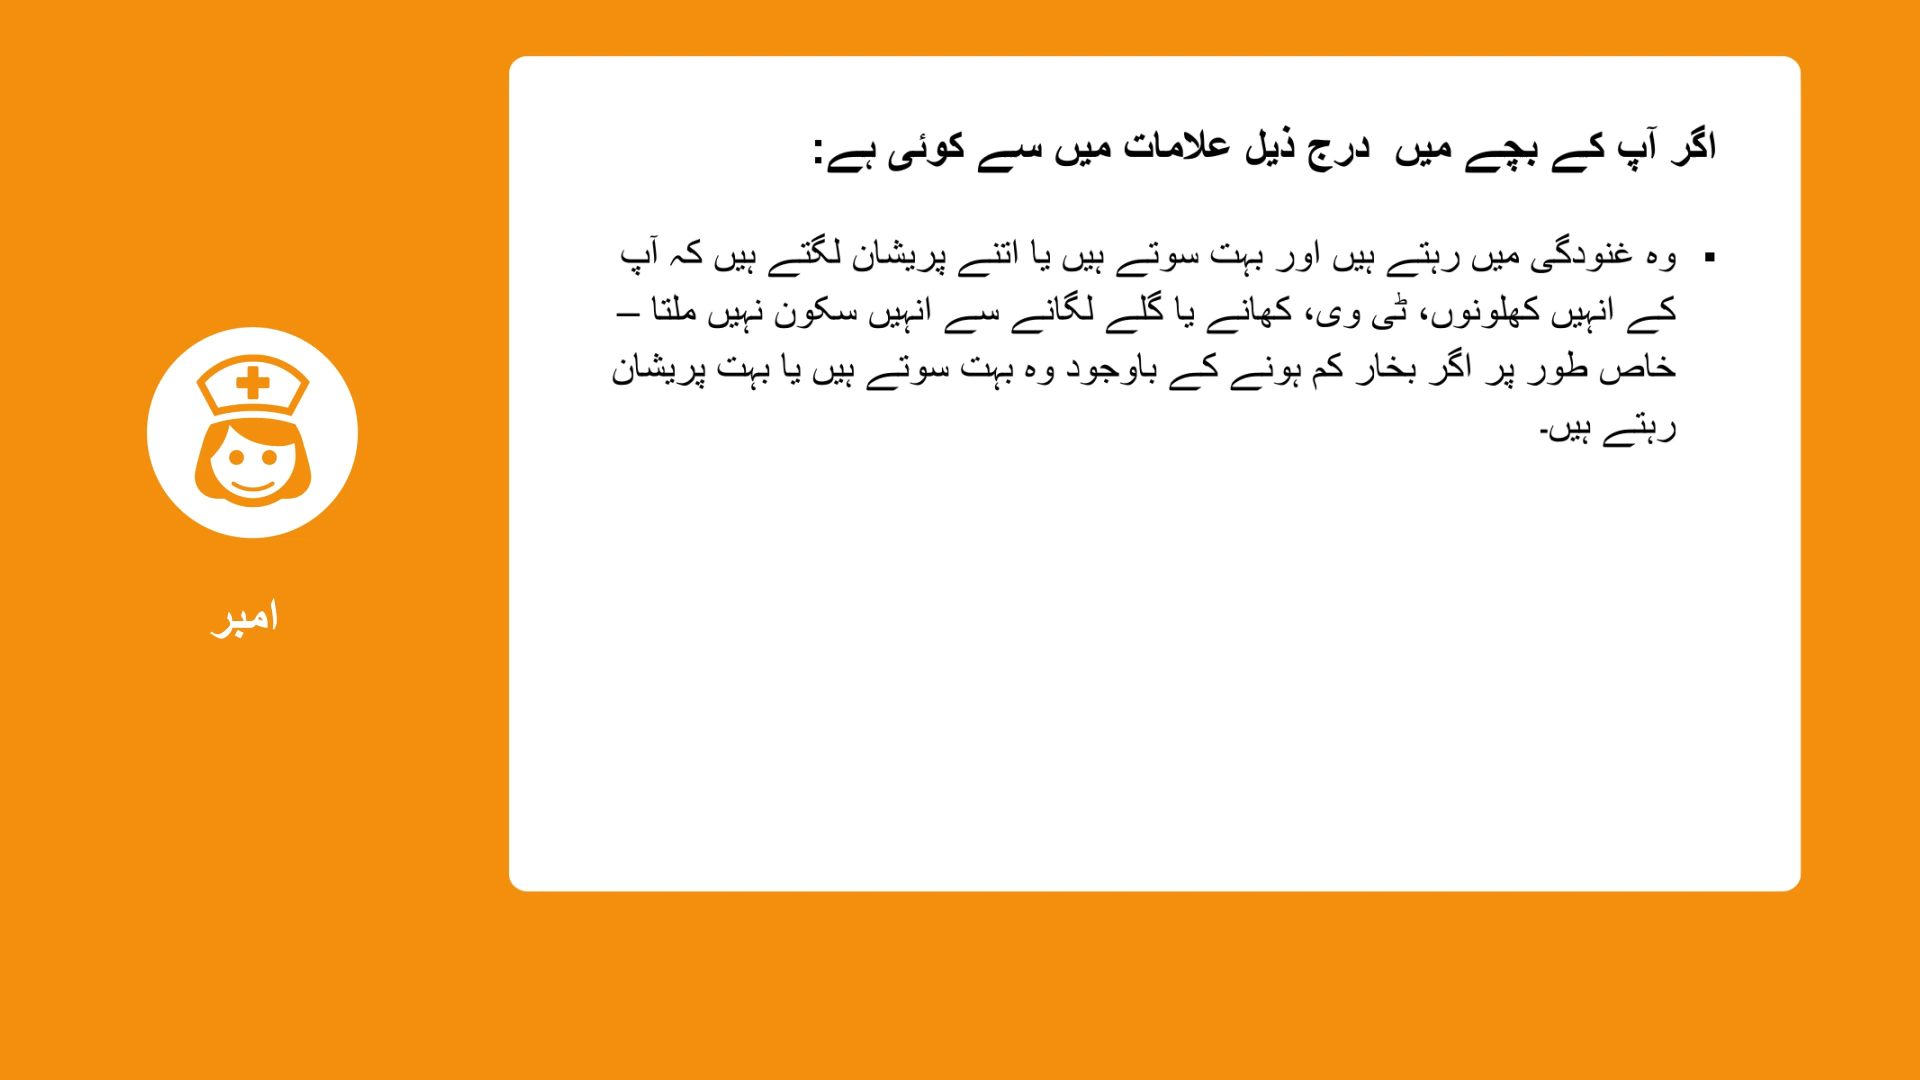 اگر آپ کے بچے میں درج ذیل علامات میں سے کوئی ہے:
▪ وہ غنودگی میں رہتے ہیں اور بہت سوتے ہیں یا اتنے پریشان لگتے ہیں کہ آپ
کے انہیں کھلونوں، ٹی وی، کھانے یا گلے لگانے سے انہیں سکون نہیں ملتا –
خاص طور پر اگر بخار کم ہونے کے باوجود وہ بہت سوتے ہیں یا بہت پریشان
رہتے ہیں۔
امبر